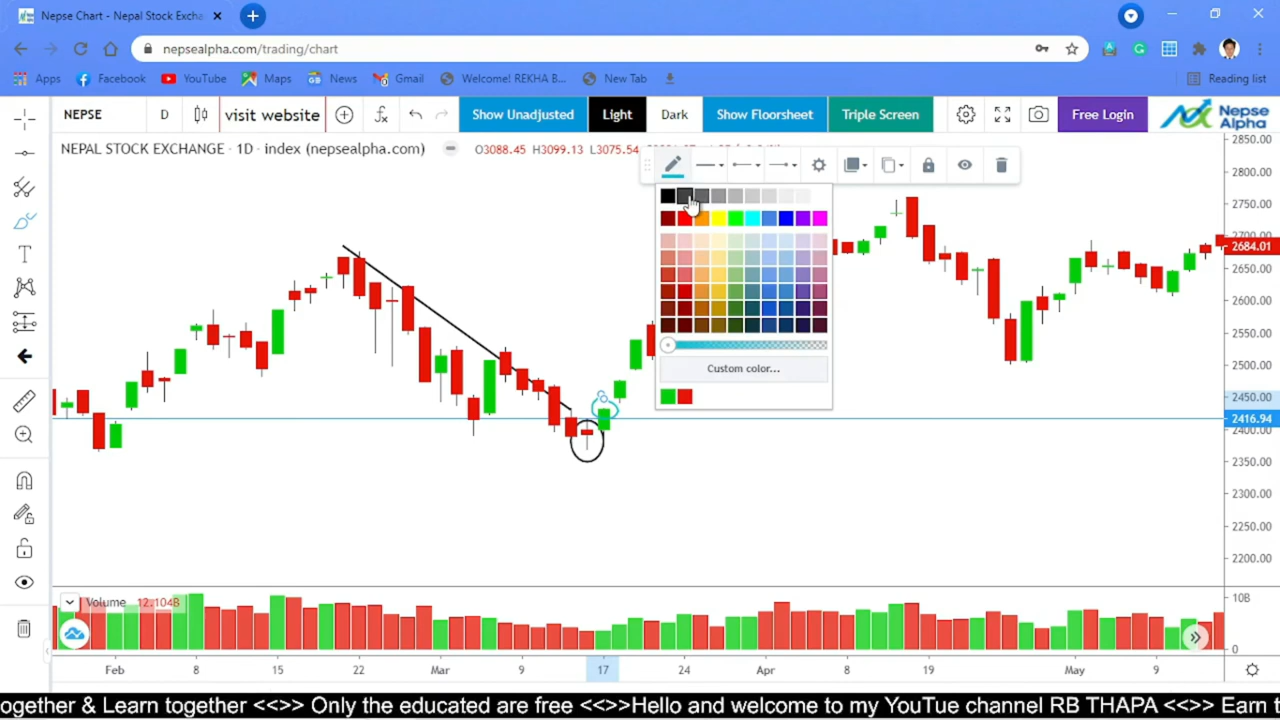 Nepse Chart - Nepal Stock Excha
nepsealpha.com/trading/chart
Apps Facebook YouTube Maps News Gmail Welcome! REKHA B... New Tab Reading list
NEPSE D visit website Show Unadjusted Light Dark Show Floorsheet Triple Screen Free Login Nepse Alpha
NEPAL STOCK EXCHANGE · 1D · index (nepsealpha.com) O3088.45 H3099.13 L3075.54
Custom color...
2850.00
2800.00
2750.00
2700.00
2684.01
2650.00
2600.00
2550.00
2500.00
2450.00
2416.94
2400.00
2350.00
2300.00
2250.00
2200.00
Volume 12.104B
10B
0
Feb 8 15 22 Mar 9 17 24 Apr 8 19 May 9
ogether & Learn together <<>> Only the educated are free <<>>Hello and welcome to my YouTue channel RB THAPA <<>> Earn t